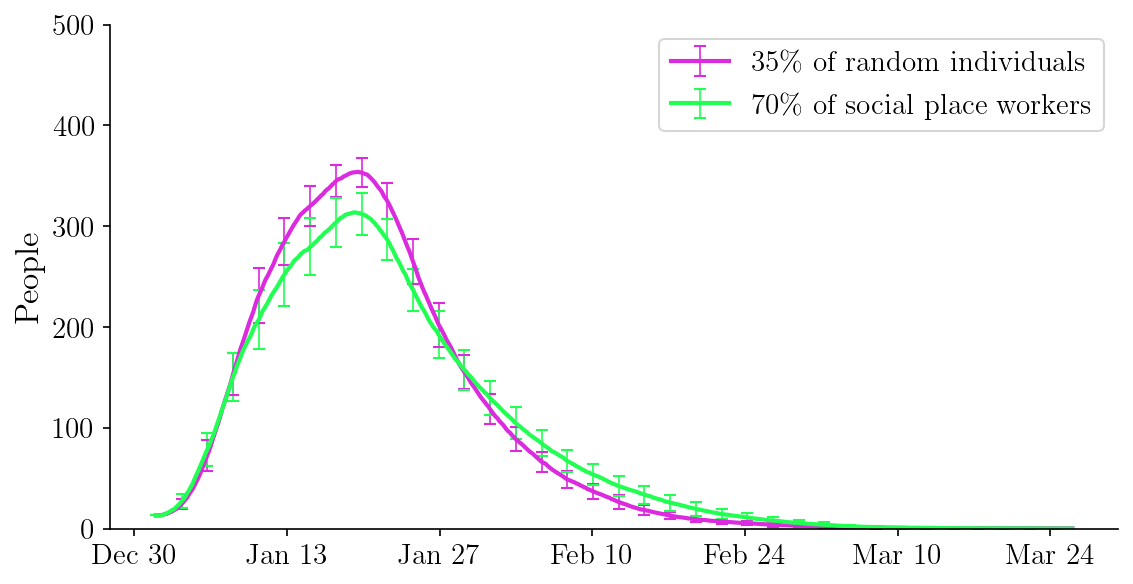 500
400
300
200
100
0
People
35% of random individuals
70% of social place workers
Dec 30 Jan 13 Jan 27 Feb 10 Feb 24 Mar 10 Mar 24